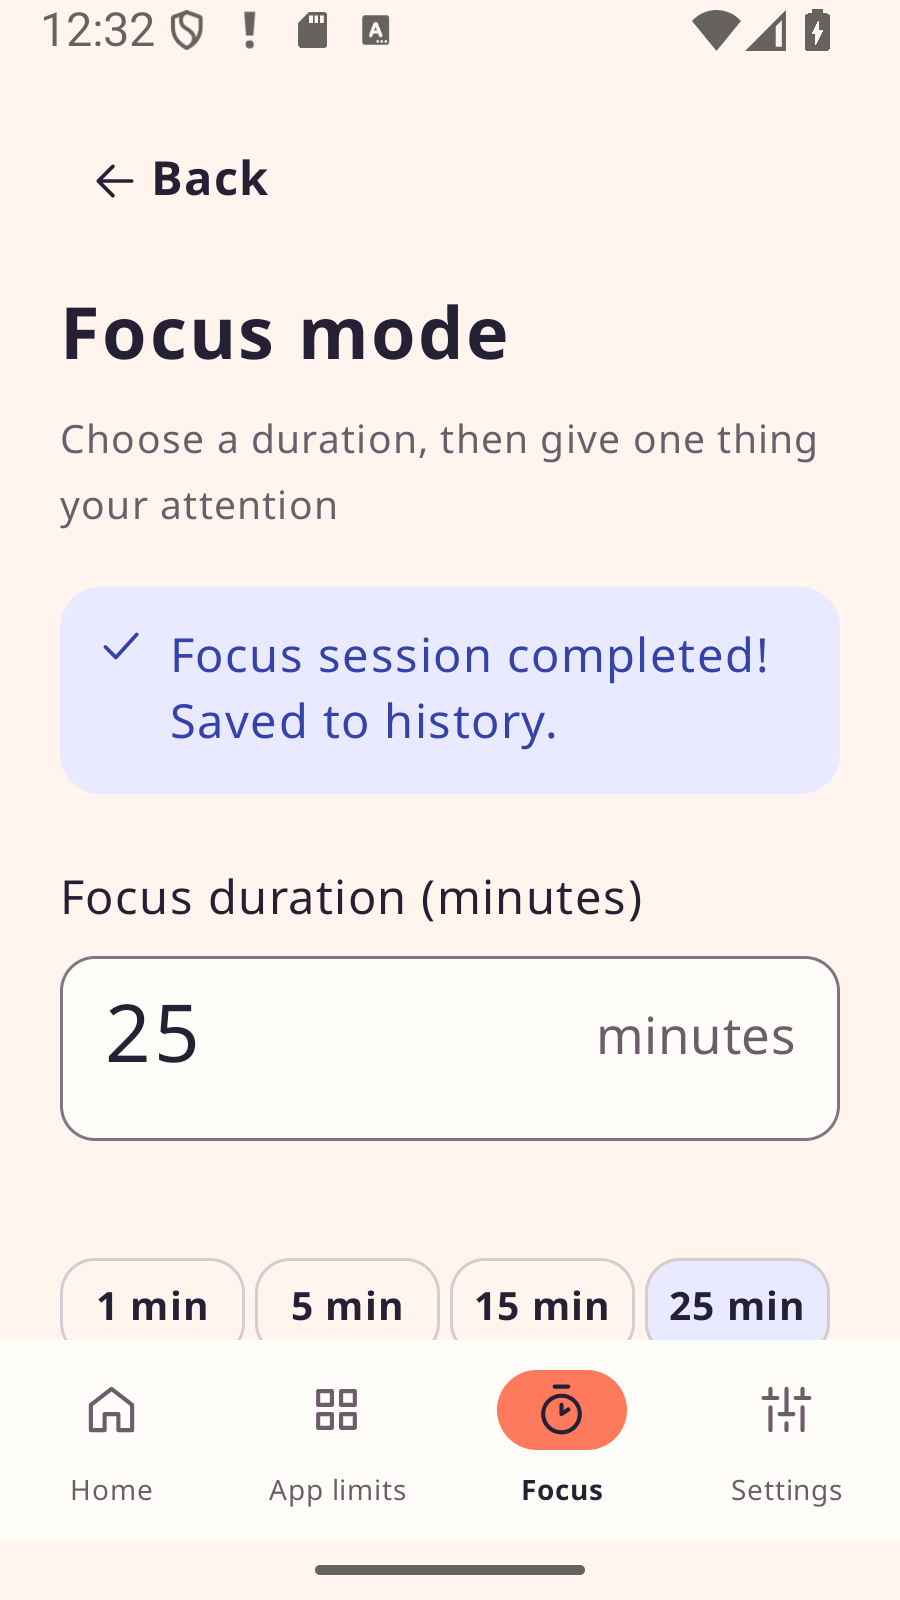 12:32
Back
Focus mode
Choose a duration, then give one thing
your attention
Focus session completed!
Saved to history.
Focus duration (minutes)
25 minutes
1 min 5 min 15 min 25 min
Home App limits Focus Settings